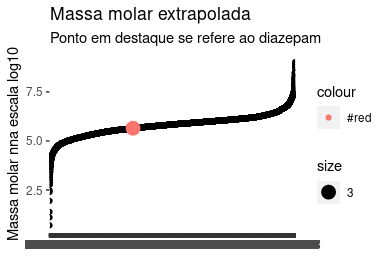 Massa molar extrapolada
Ponto em destaque se refere ao diazepam
Massa molar nna escala log10
7.5
5.0
2.5
colour
#red
size
3